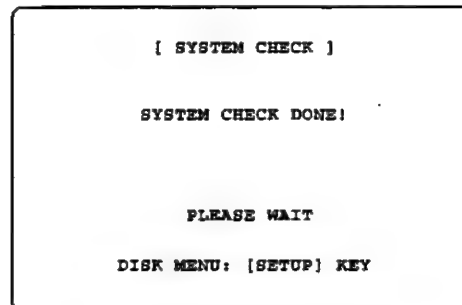 [ SYSTEM CHECK ]
SYSTEM CHECK DONE!
PLEASE WAIT
DISK MENU: [SETUP] KEY